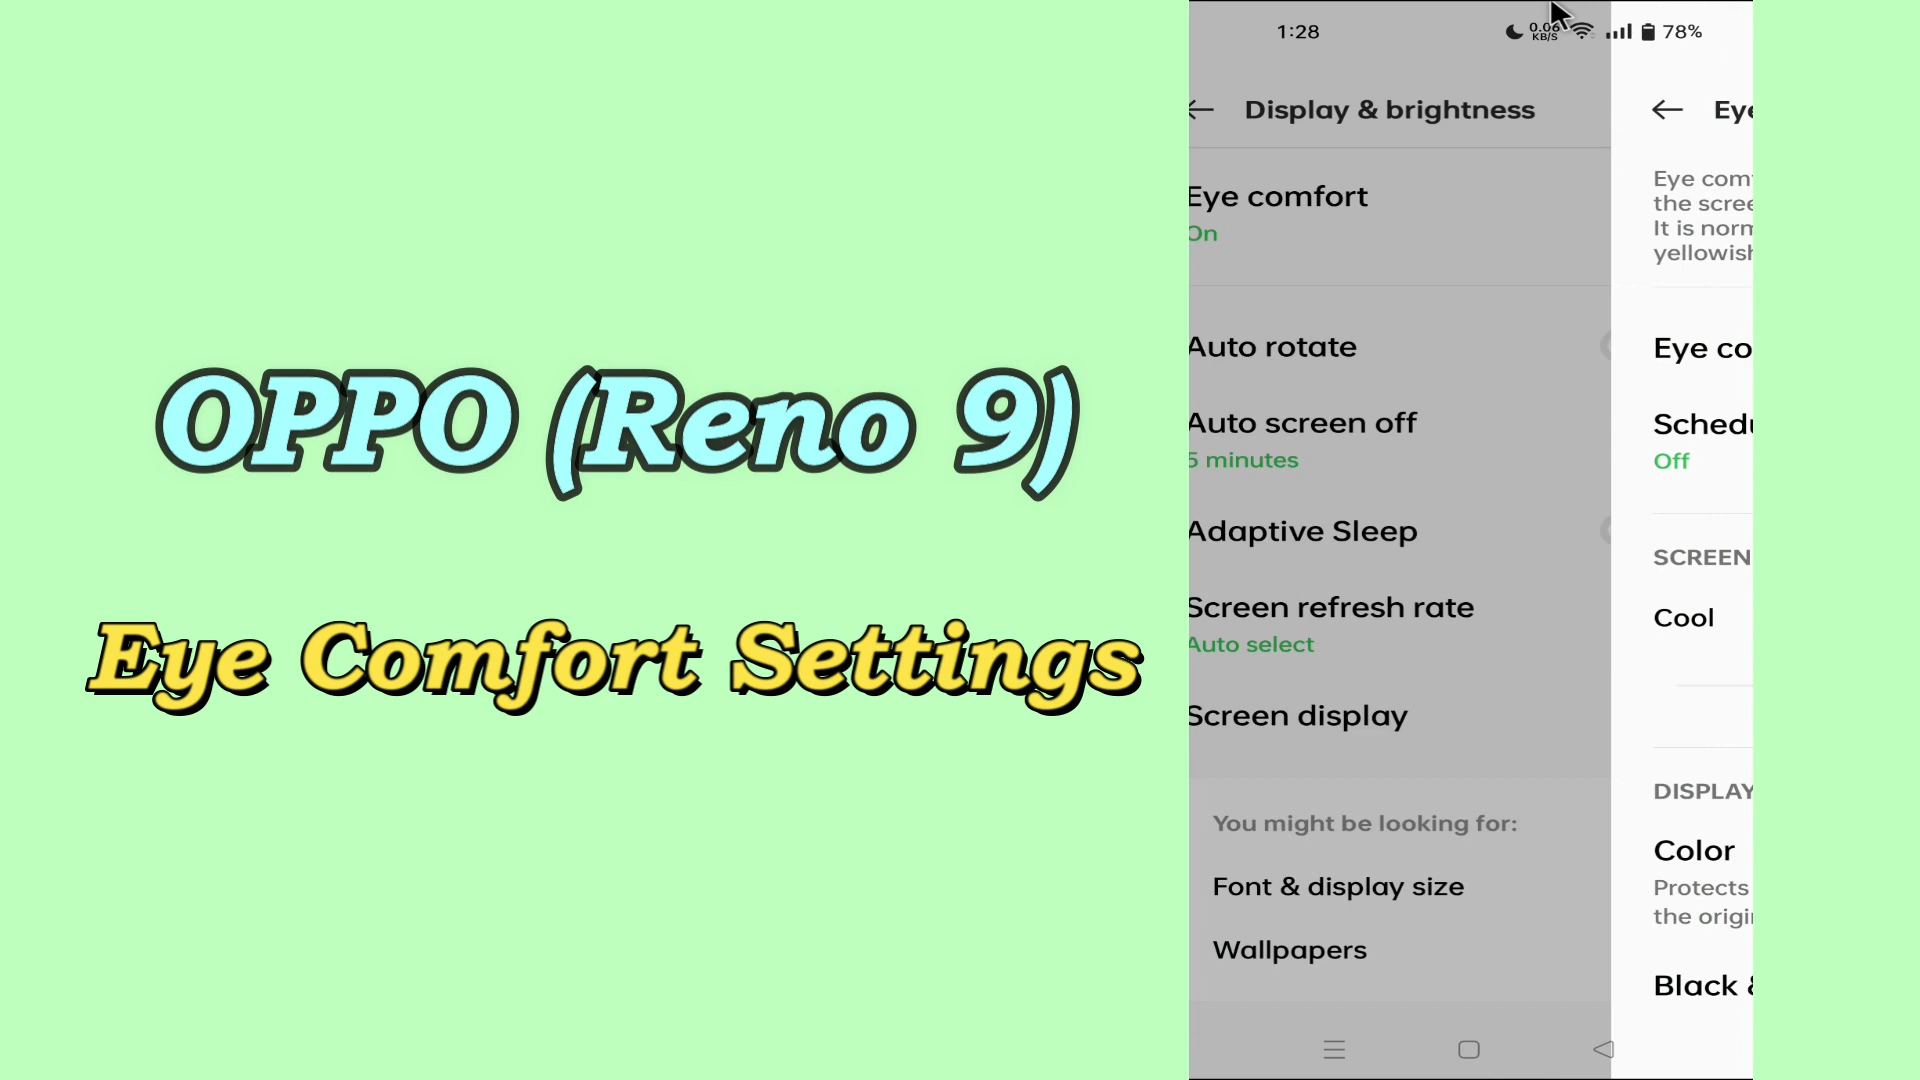 OPPO (Reno 9)
Eye Comfort Settings
1:28
KB/S
78%
Display & brightness
Eye comfort
On
Auto rotate
Auto screen off
5 minutes
Adaptive Sleep
Screen refresh rate
Auto select
Screen display
You might be looking for:
Font & display size
Wallpapers
Eye
Eye com
the scree
It is norm
yellowish
Eye co
Schedu
Off
SCREEN
Cool
DISPLAY
Color
Protects
the origi
Black &